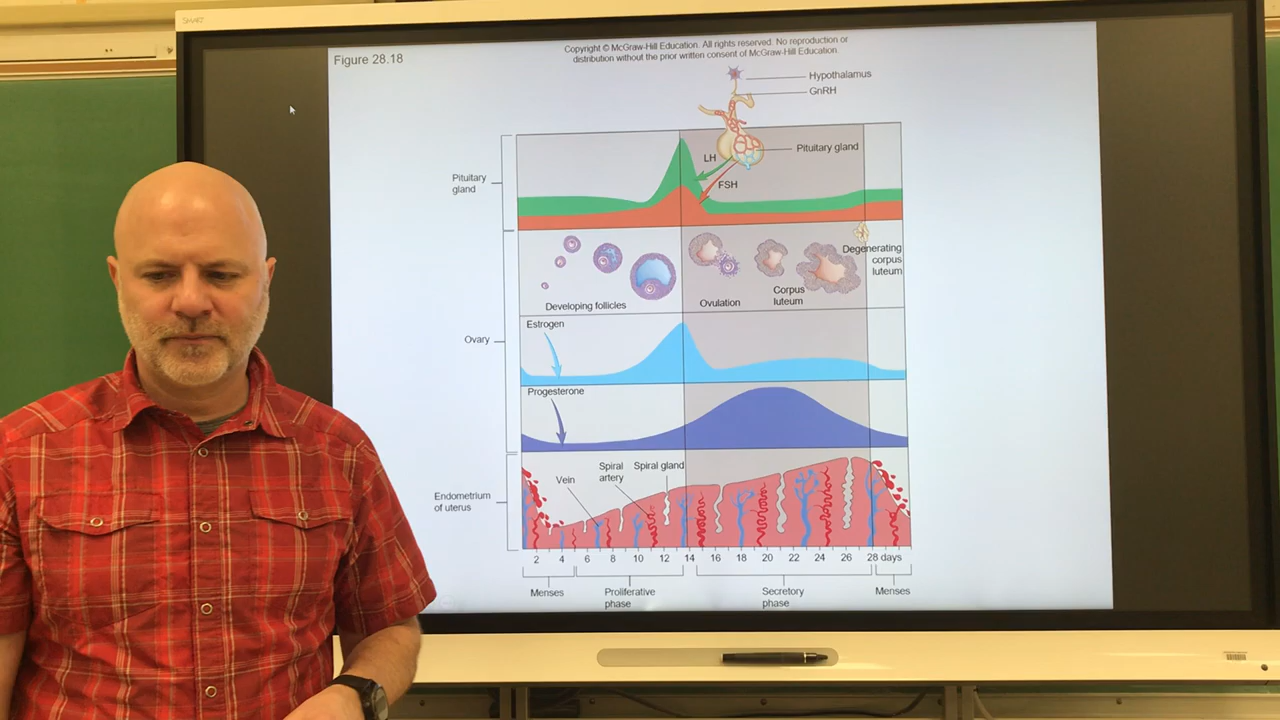 SMART
Figure 28.18
Copyright © McGraw-Hill Education. All rights reserved. No reproduction or
distribution without the prior written consent of McGraw-Hill Education.
Hypothalamus
GnRH
Pituitary
gland
LH
Pituitary gland
FSH
Developing follicles
Ovulation
Corpus
luteum
Degenerating
corpus
luteum
Ovary
Estrogen
Progesterone
Endometrium
of uterus
Vein
Spiral
artery
Spiral gland
2 4 6 8 10 12 14 16 18 20 22 24 26 28 days
Menses
Proliferative
phase
Secretory
phase
Menses